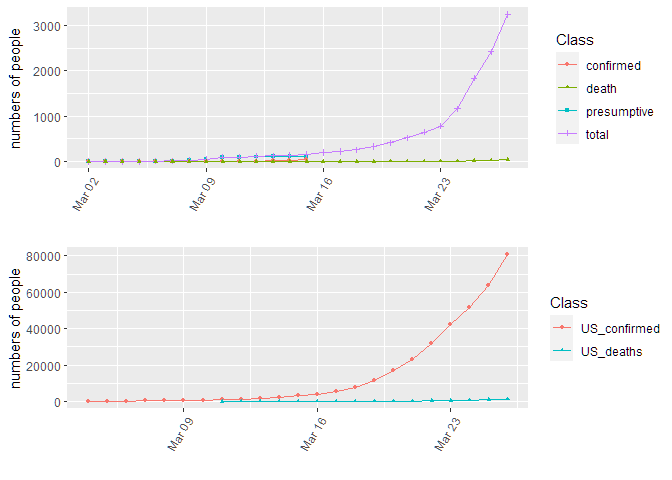 numbers of people
3000
2000
1000
0
Mar 02
Mar 09
Mar 16
Mar 23
Class
confirmed
death
presumptive
total
numbers of people
80000
60000
40000
20000
0
Mar 09
Mar 16
Mar 23
Class
US_confirmed
US_deaths